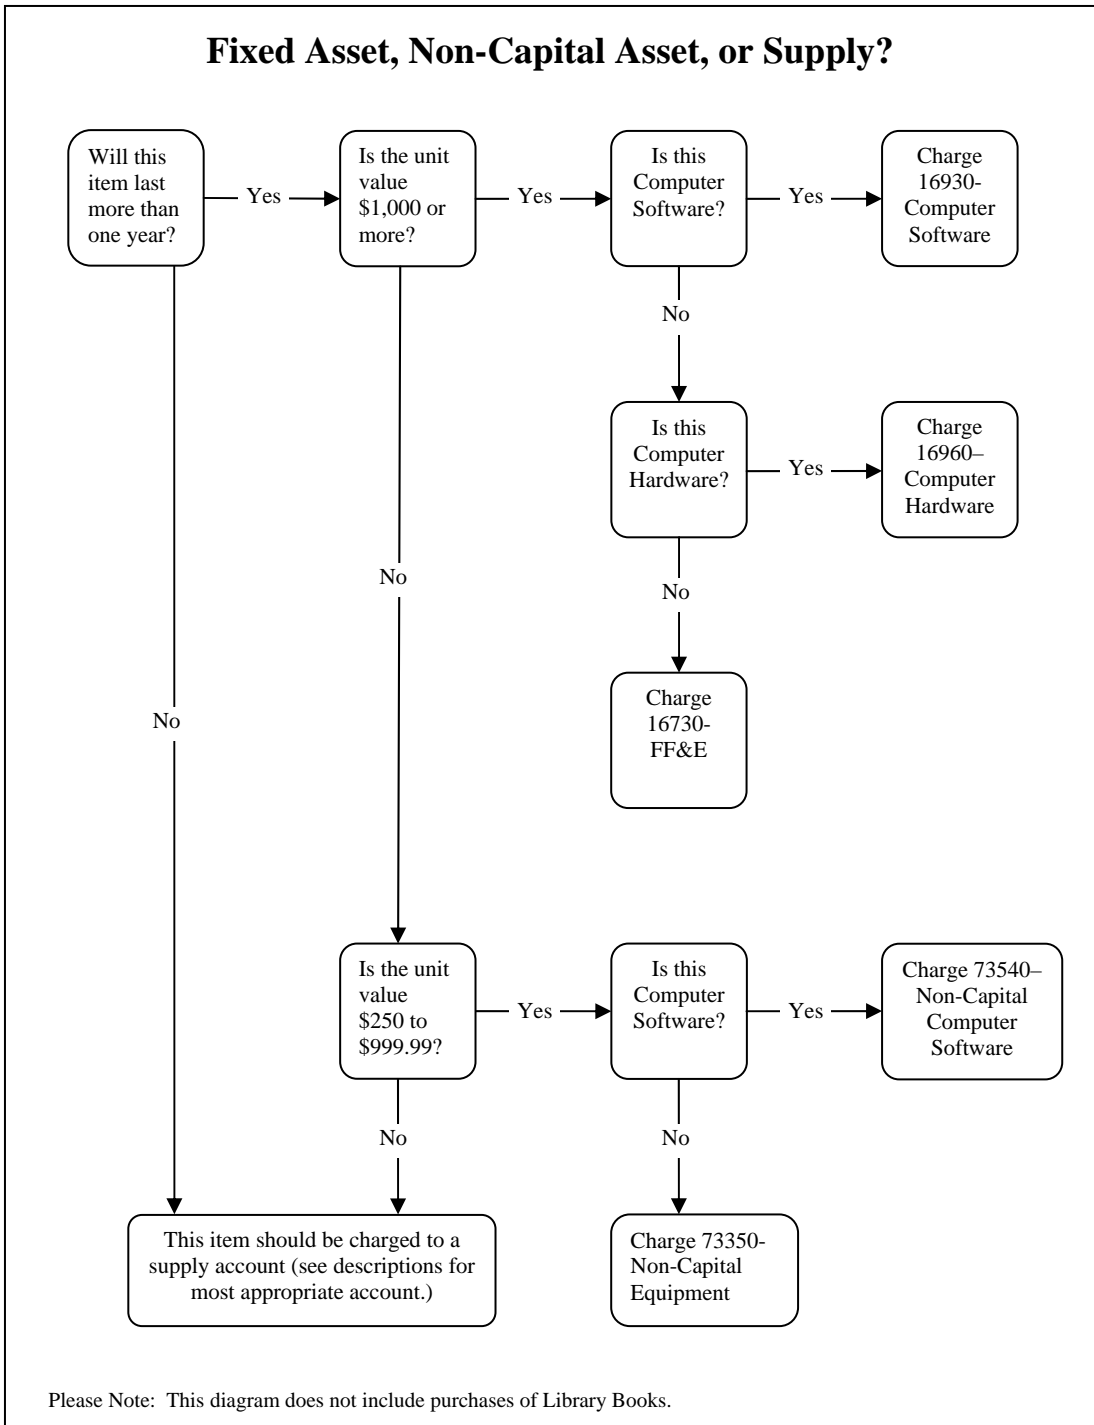 Fixed Asset, Non-Capital Asset, or Supply?
Will this
item last
more than
one year?
Yes
Is the unit
value
$1,000 or
more?
Yes
Is this
Computer
Software?
Yes
Charge
16930-
Computer
Software
No
Is this
Computer
Hardware?
Yes
Charge
16960–
Computer
Hardware
No
No
Charge
16730-
FF&E
No
Is the unit
value
$250 to
$999.99?
Yes
Is this
Computer
Software?
Yes
Charge 73540–
Non-Capital
Computer
Software
No
No
This item should be charged to a
supply account (see descriptions for
most appropriate account.)
Charge 73350-
Non-Capital
Equipment
Please Note:  This diagram does not include purchases of Library Books.